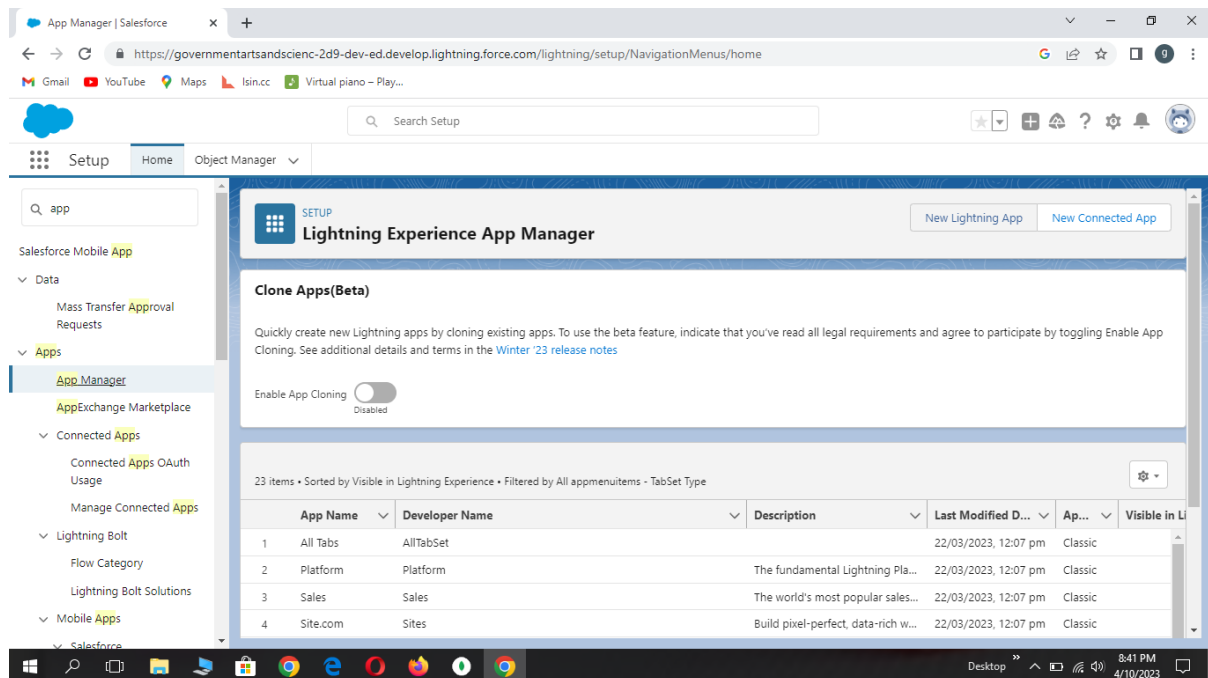 App Manager | Salesforce
https://governmentartsandscienc-2d9-dev-ed.develop.lightning.force.com/lightning/setup/NavigationMenus/home
G
g
Gmail YouTube Maps lsin.cc Virtual piano – Play...
Search Setup
Setup Home Object Manager
app
Salesforce Mobile App
Data
Mass Transfer Approval
Requests
Apps
App Manager
AppExchange Marketplace
Connected Apps
Connected Apps OAuth
Usage
Manage Connected Apps
Lightning Bolt
Flow Category
Lightning Bolt Solutions
Mobile Apps
Salesforce
SETUP
Lightning Experience App Manager
New Lightning App New Connected App
Clone Apps(Beta)
Quickly create new Lightning apps by cloning existing apps. To use the beta feature, indicate that you've read all legal requirements and agree to participate by toggling Enable App
Cloning. See additional details and terms in the Winter '23 release notes
Enable App Cloning
Disabled
23 items • Sorted by Visible in Lightning Experience • Filtered by All appmenuitems - TabSet Type
App Name Developer Name Description Last Modified D... Ap... Visible in Li
1 All Tabs AllTabSet 22/03/2023, 12:07 pm Classic
2 Platform Platform The fundamental Lightning Pla... 22/03/2023, 12:07 pm Classic
3 Sales Sales The world's most popular sales... 22/03/2023, 12:07 pm Classic
4 Site.com Sites Build pixel-perfect, data-rich w... 22/03/2023, 12:07 pm Classic
Desktop
8:41 PM
4/10/2023